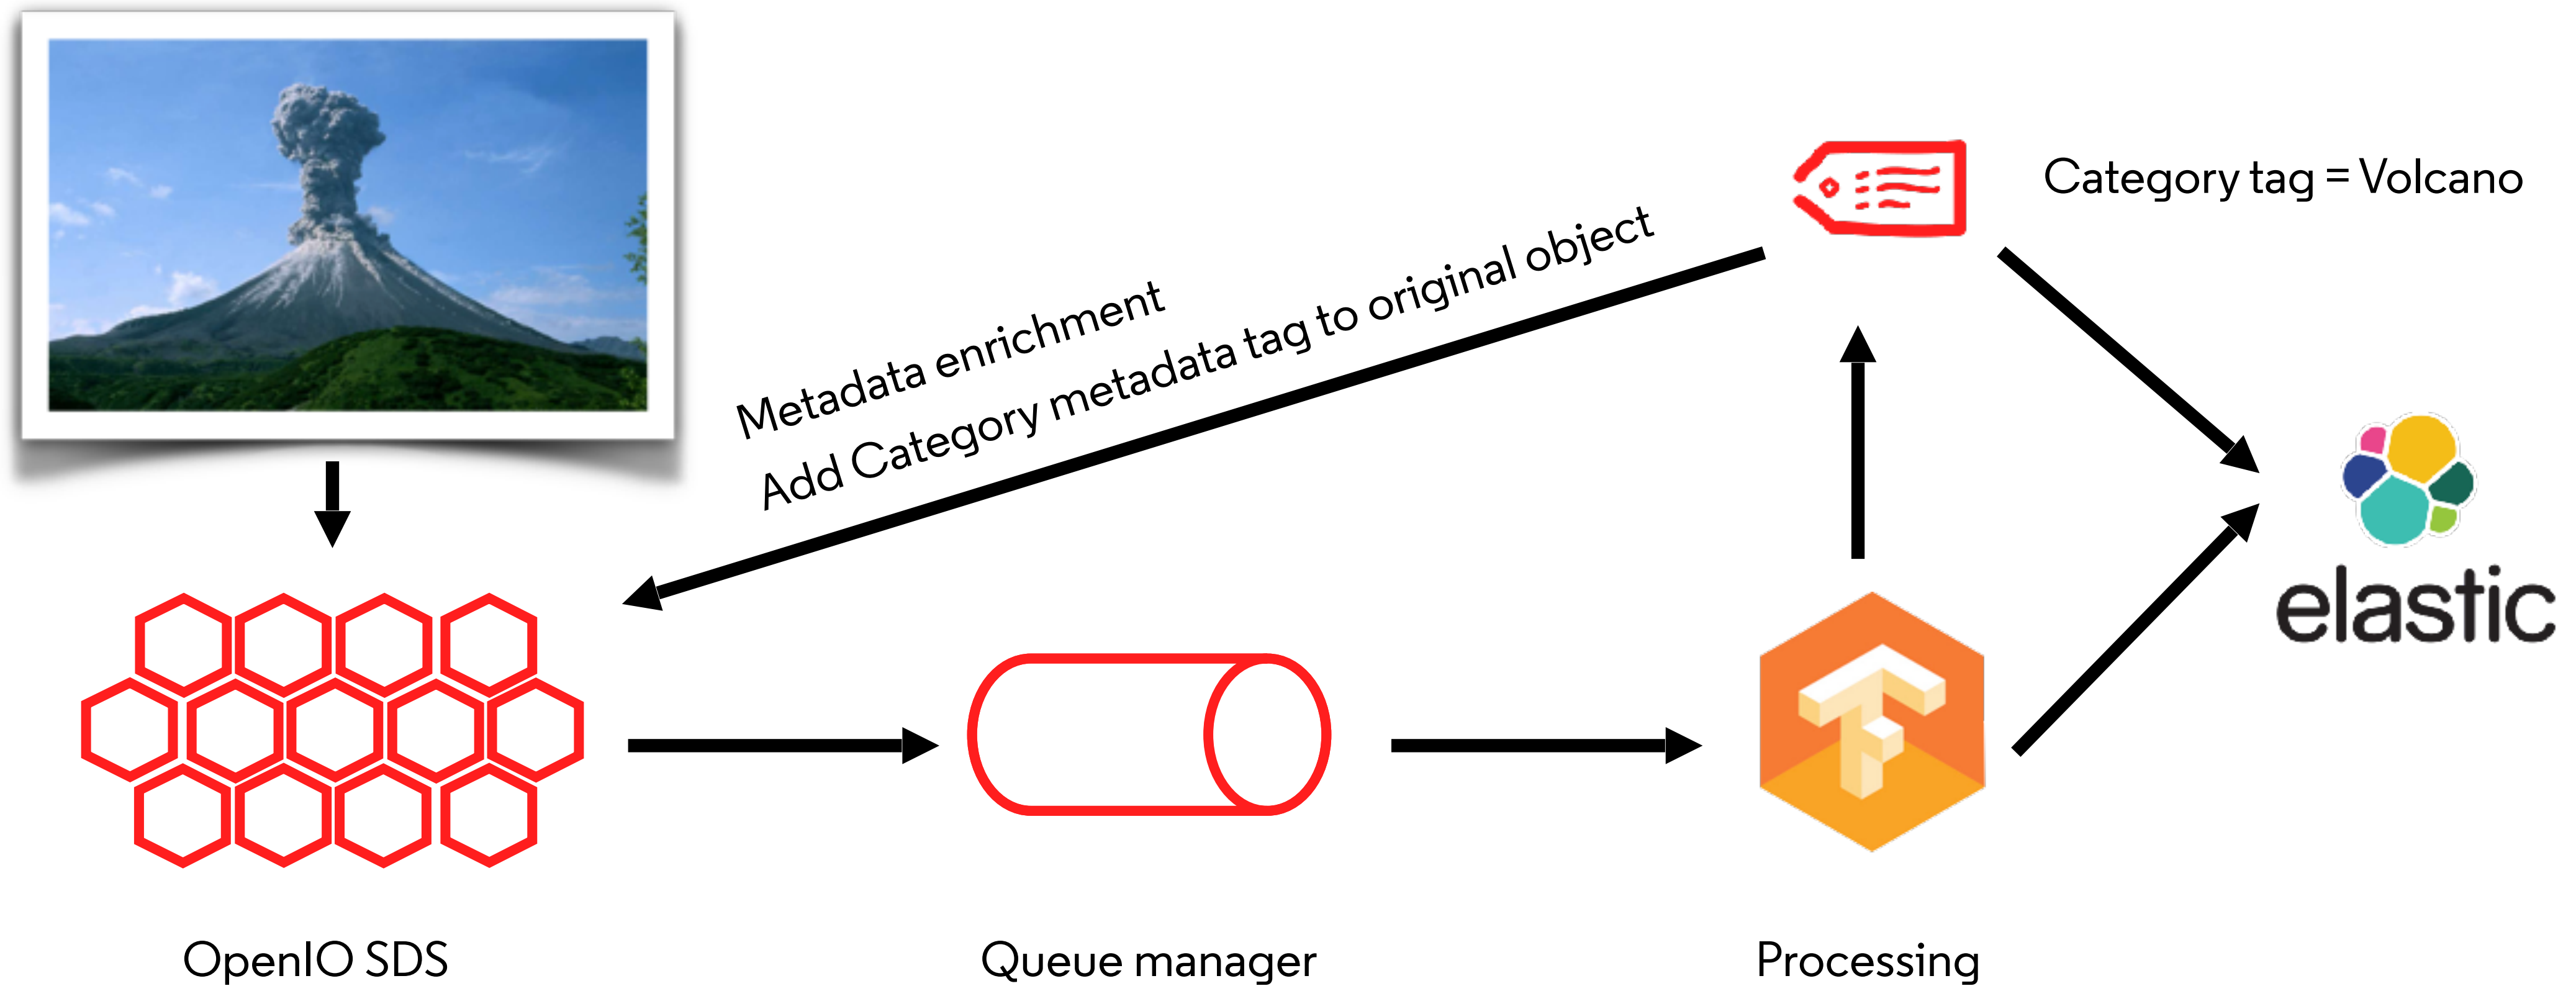 Category tag = Volcano
Metadata enrichment
Add Category metadata tag to original object
elastic
OpenIO SDS
Queue manager
Processing